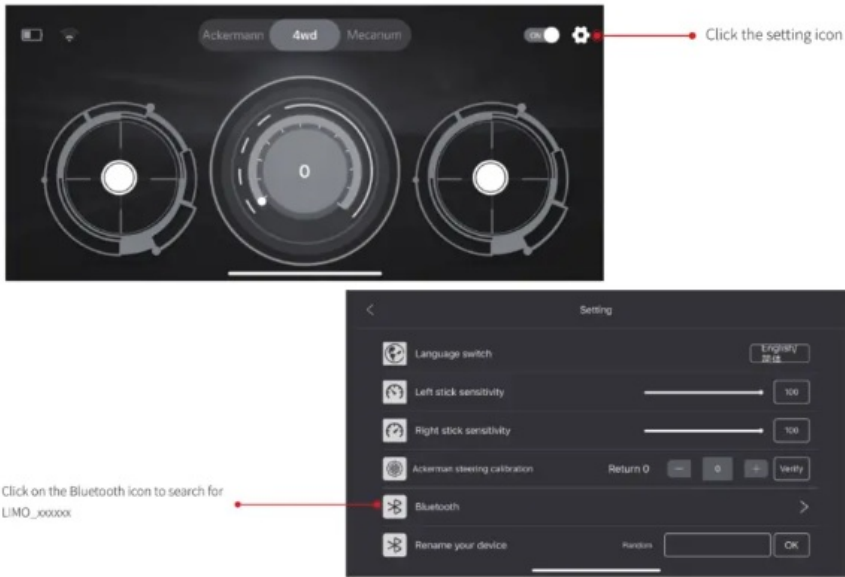 Ackermann 4wd Mecanum ON
Click the setting icon
0
Setting
Language switch English/
简体
Left stick sensitivity 100
Right stick sensitivity 100
Ackerman steering calibration Return 0 − 0 + Verify
Click on the Bluetooth icon to search for
LIMO_xxxxxx
Bluetooth
Rename your device Random OK